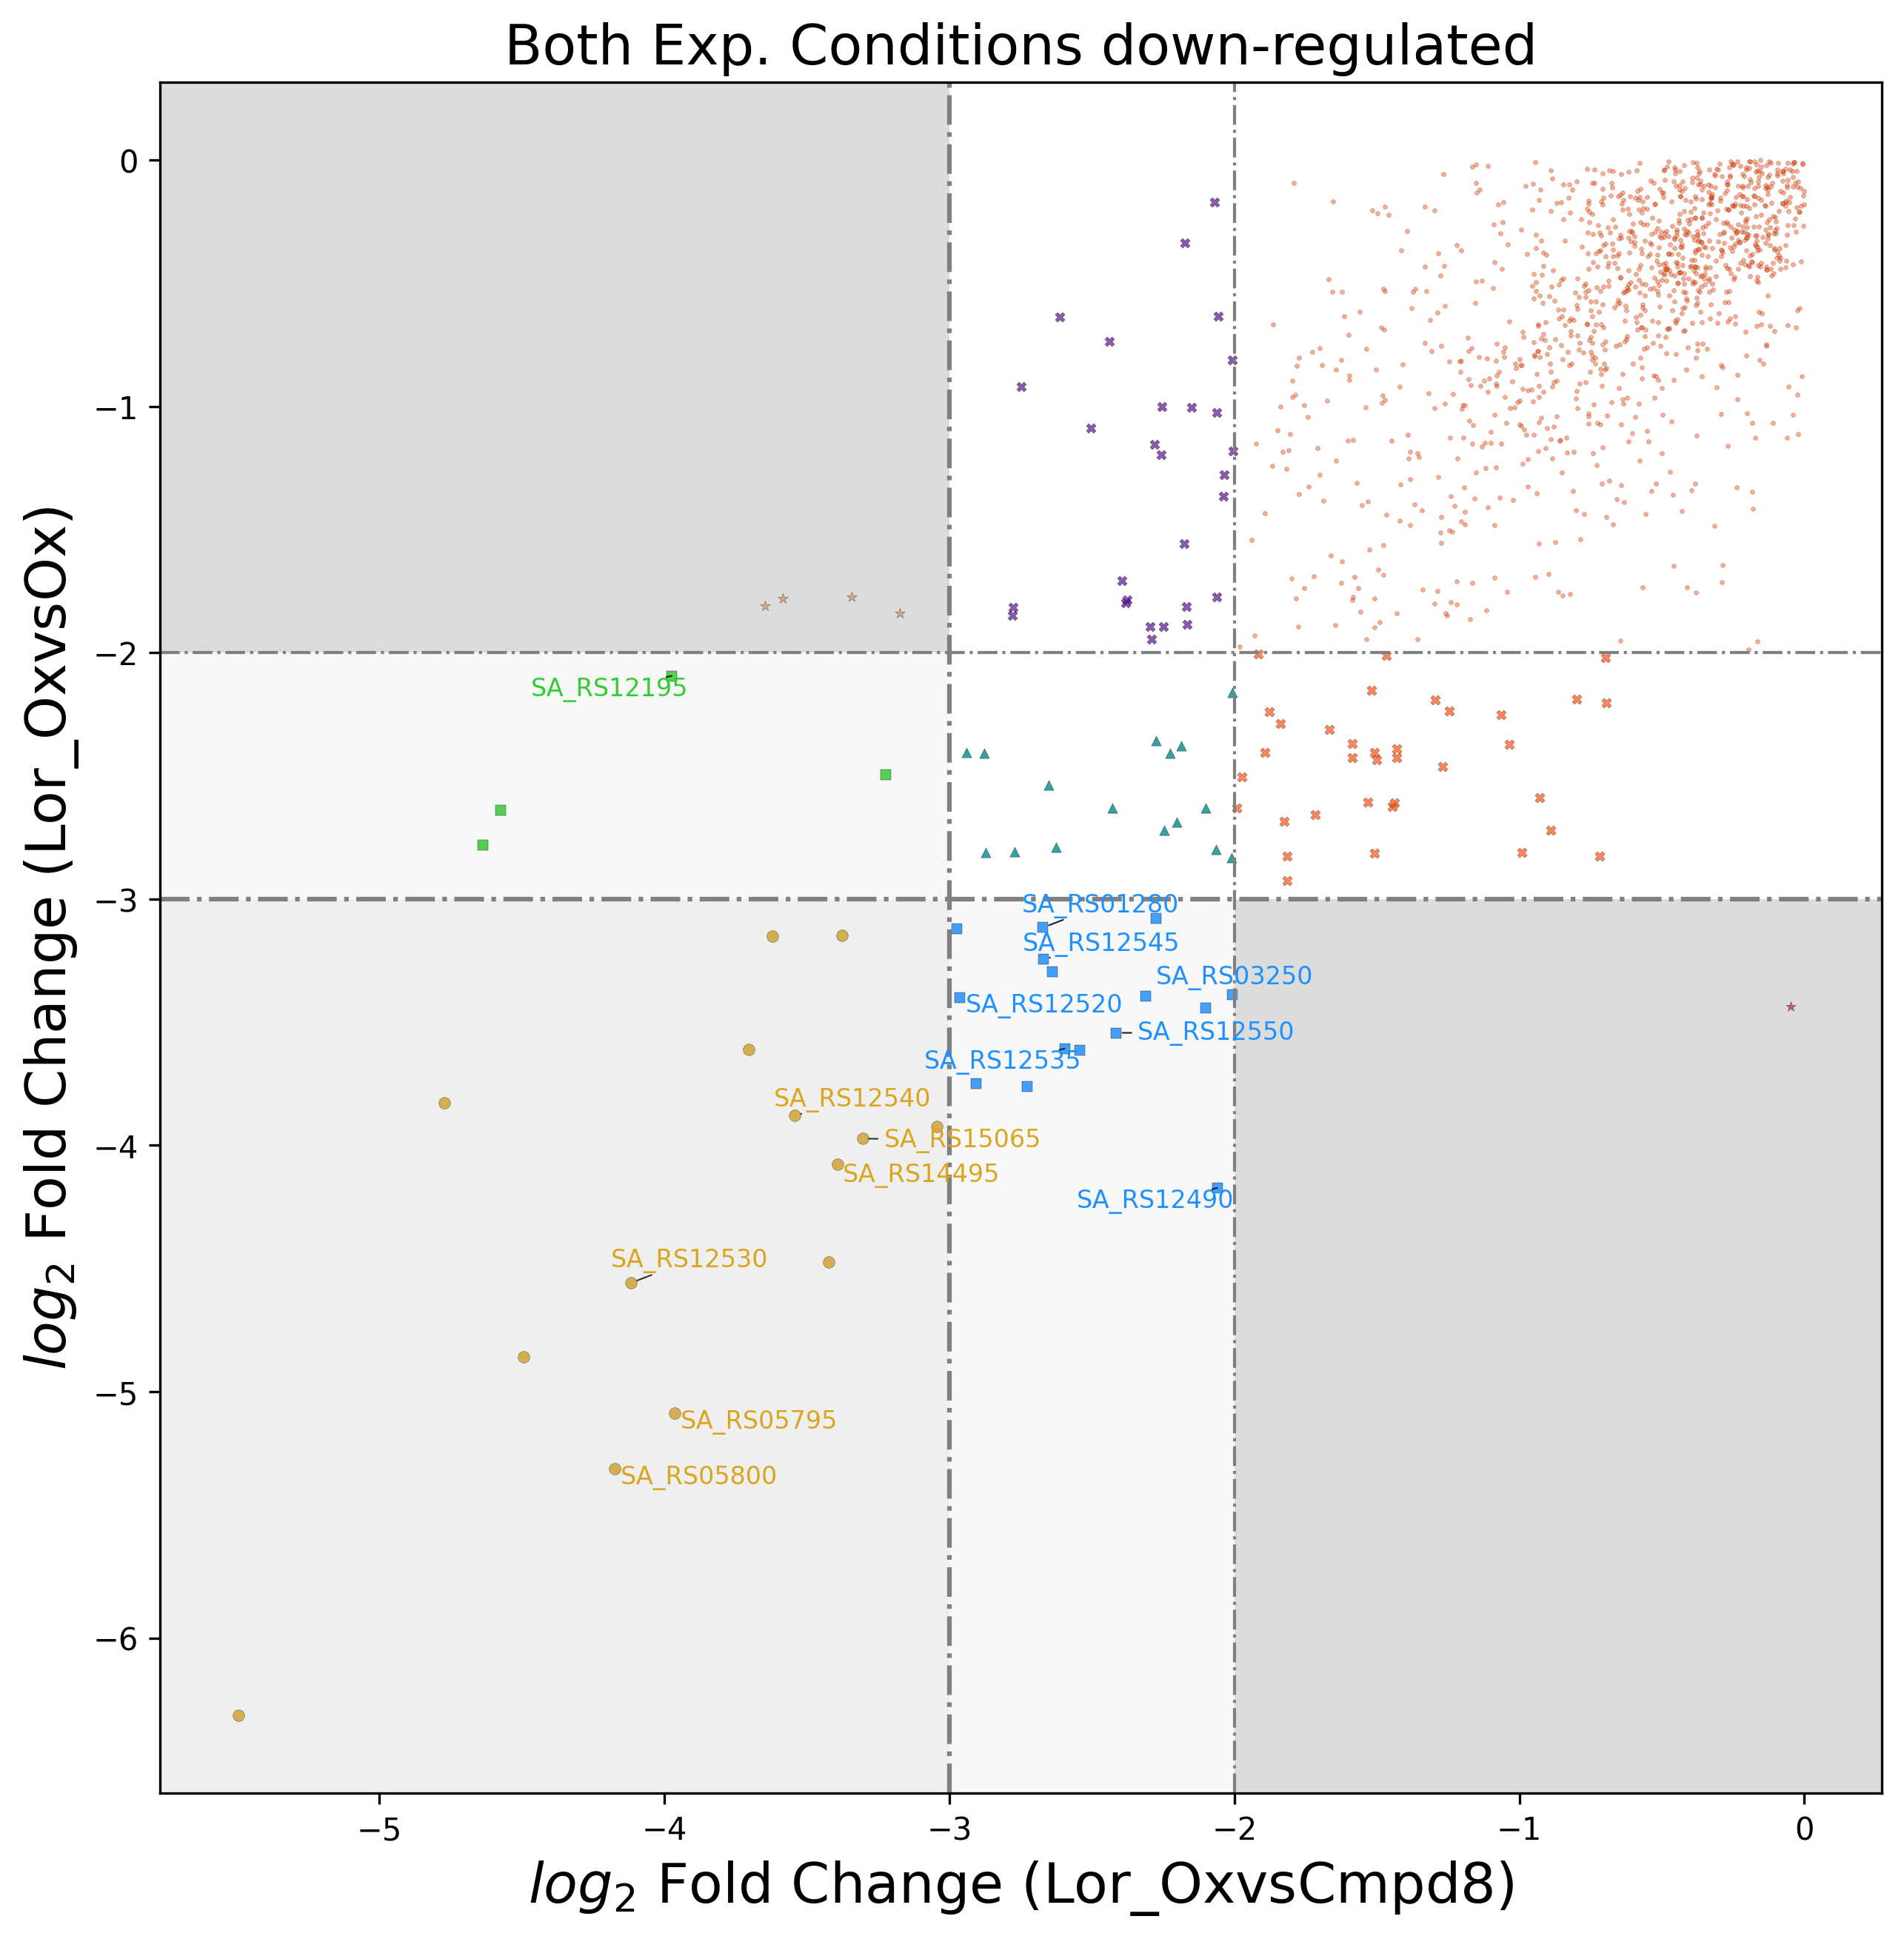 Both Exp. Conditions down-regulated
log2 Fold Change (Lor_OxvsOx)
0
−1
−2
−3
−4
−5
−6
SA_RS12195
SA_RS01280
SA_RS12545
SA_RS03250
SA_RS12520
SA_RS12550
SA_RS12535
SA_RS12540
SA_RS15065
SA_RS14495
SA_RS12490
SA_RS12530
SA_RS05795
SA_RS05800
−5 −4 −3 −2 −1 0
log2 Fold Change (Lor_OxvsCmpd8)